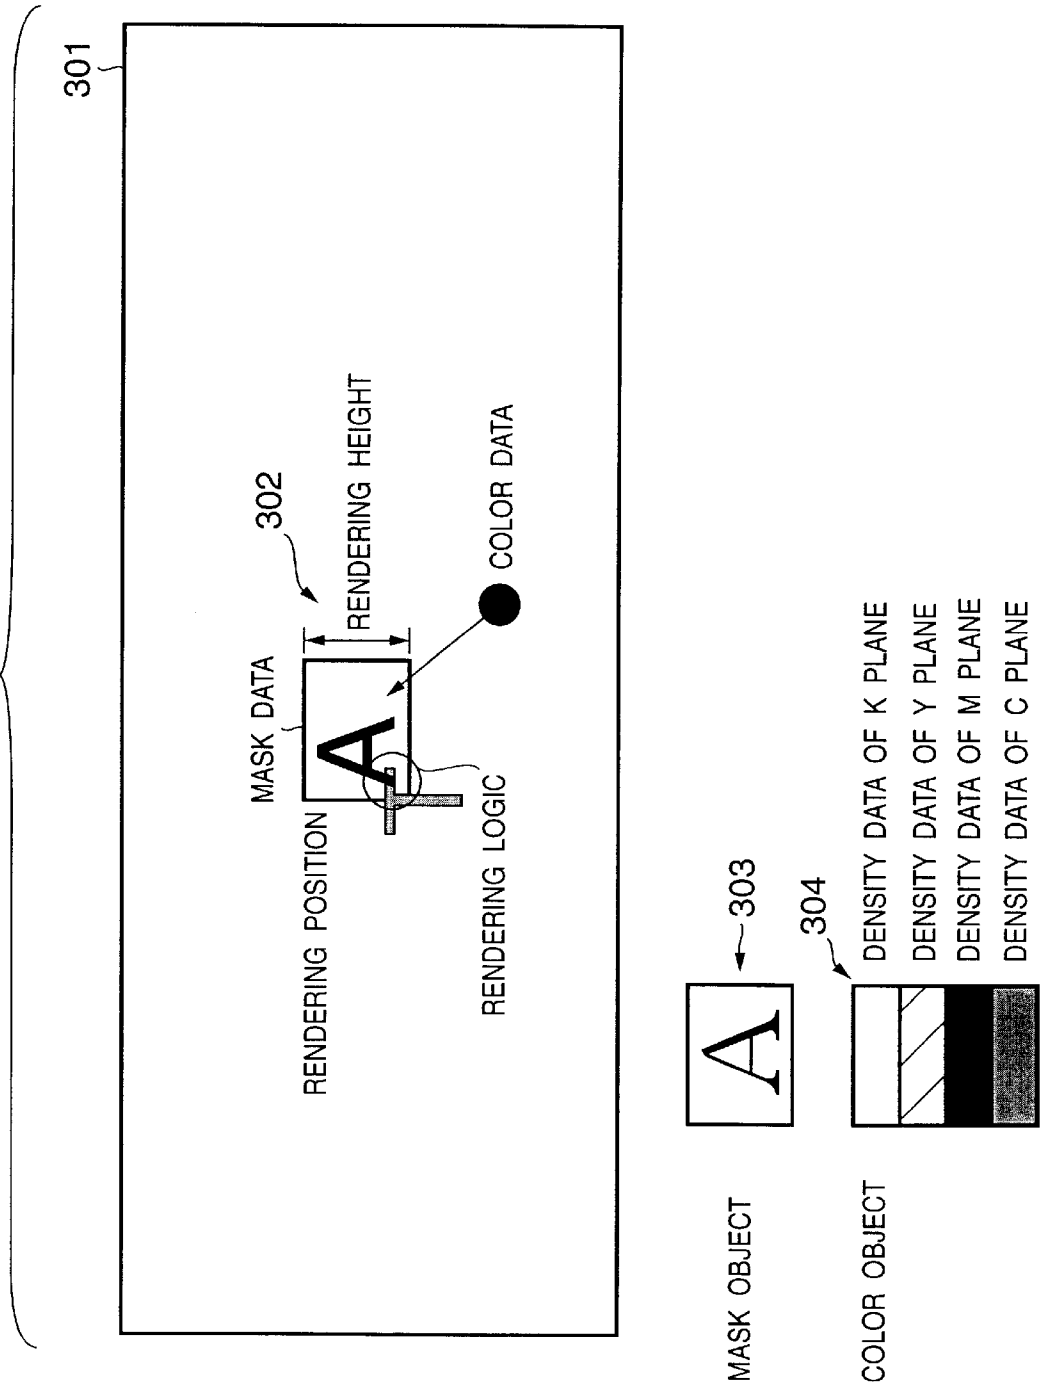 301
302
MASK DATA
RENDERING POSITION
RENDERING HEIGHT
A
COLOR DATA
RENDERING LOGIC
MASK OBJECT
A
303
COLOR OBJECT
304
DENSITY DATA OF K PLANE
DENSITY DATA OF Y PLANE
DENSITY DATA OF M PLANE
DENSITY DATA OF C PLANE